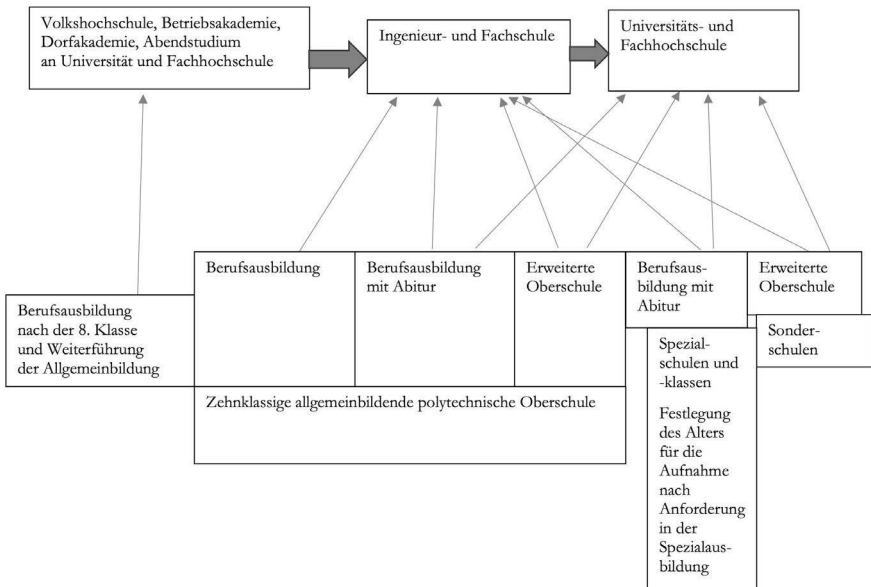 Volkshochschule, Betriebsakademie,
Dorfakademie, Abendstudium
an Universität und Fachhochschule
Ingenieur- und Fachschule
Universitäts- und
Fachhochschule
Berufsausbildung
nach der 8. Klasse
und Weiterführung
der Allgemeinbildung
Berufsausbildung
Berufsausbildung
mit Abitur
Erweiterte
Oberschule
Berufsaus-
bildung mit
Abitur
Erweiterte
Oberschule
Zehnklassige allgemeinbildende polytechnische Oberschule
Spezial-
schulen und
-klassen
Festlegung
des Alters
für die
Aufnahme
nach
Anforderung
in der
Spezialaus-
bildung
Sonder-
schulen